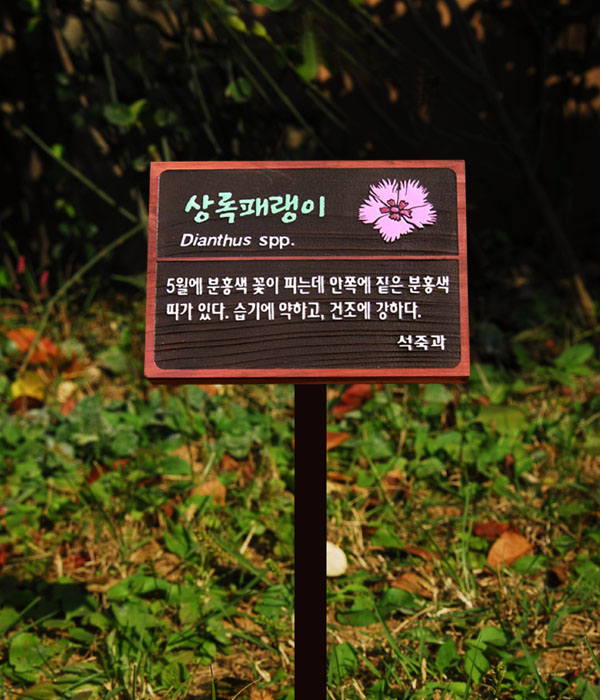 상록패랭이
Dianthus spp.
5월에 분홍색 꽃이 피는데 안쪽에 짙은 분홍색
띠가 있다. 습기에 약하고, 건조에 강하다.
석죽과